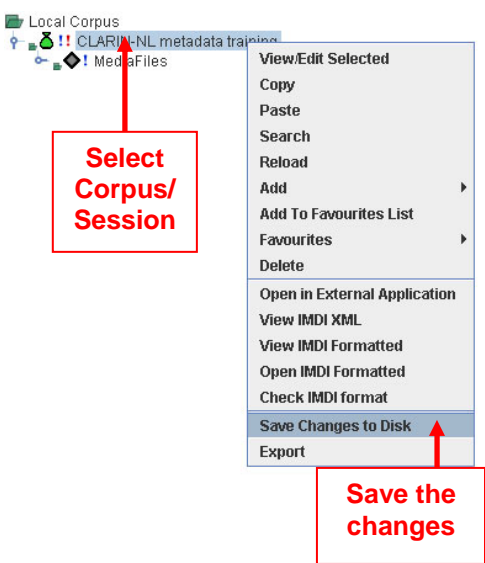 Local Corpus
!! CLARIN-NL metadata training
! MediaFiles
Select
Corpus/
Session
View/Edit Selected
Copy
Paste
Search
Reload
Add
Add To Favourites List
Favourites
Delete
Open in External Application
View IMDI XML
View IMDI Formatted
Open IMDI Formatted
Check IMDI format
Save Changes to Disk
Export
Save the
changes